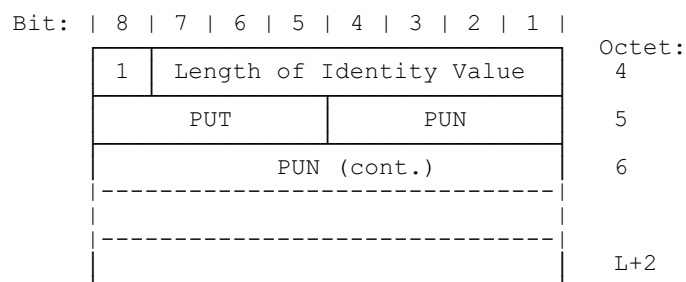 Bit: | 8 | 7 | 6 | 5 | 4 | 3 | 2 | 1 |
Octet:
1 Length of Identity Value 4
PUT PUN 5
PUN (cont.) 6
L+2